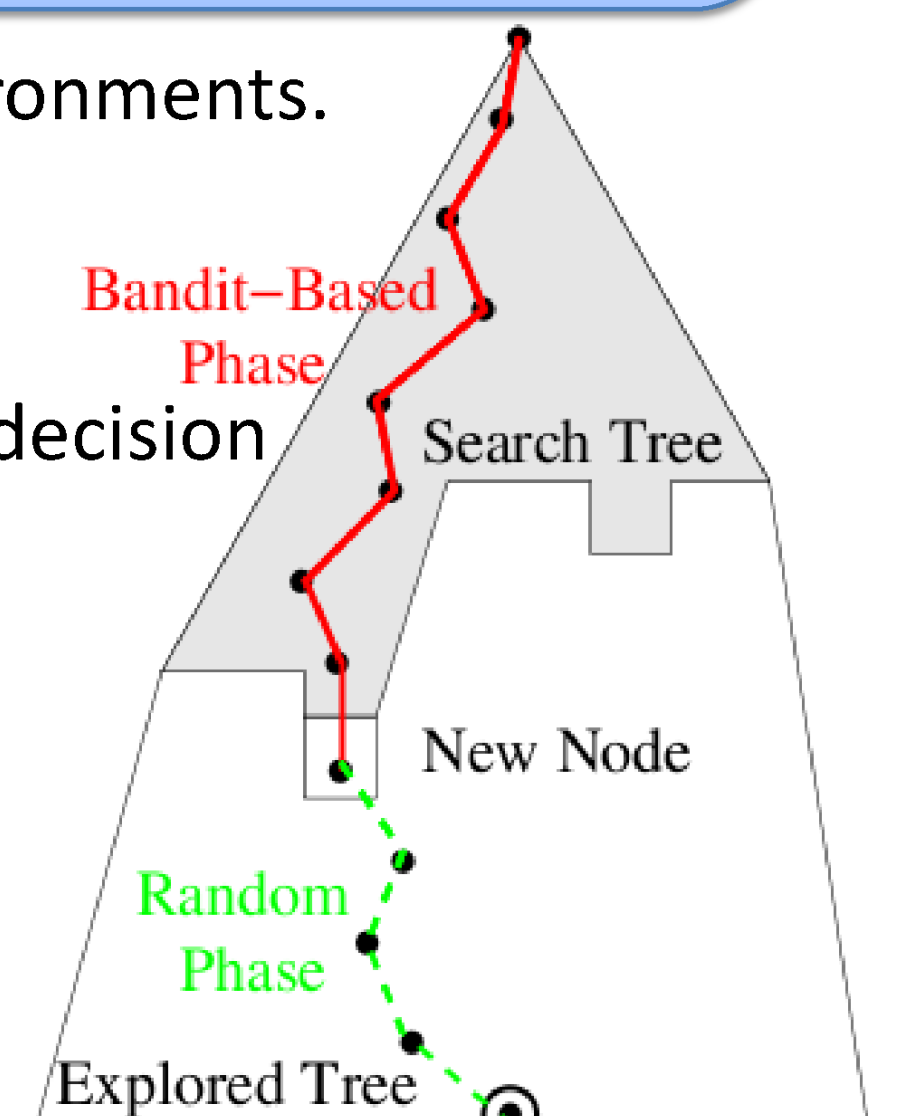 ronments.
Bandit–Based
Phase
decision
Search Tree
New Node
Random
Phase
Explored Tree